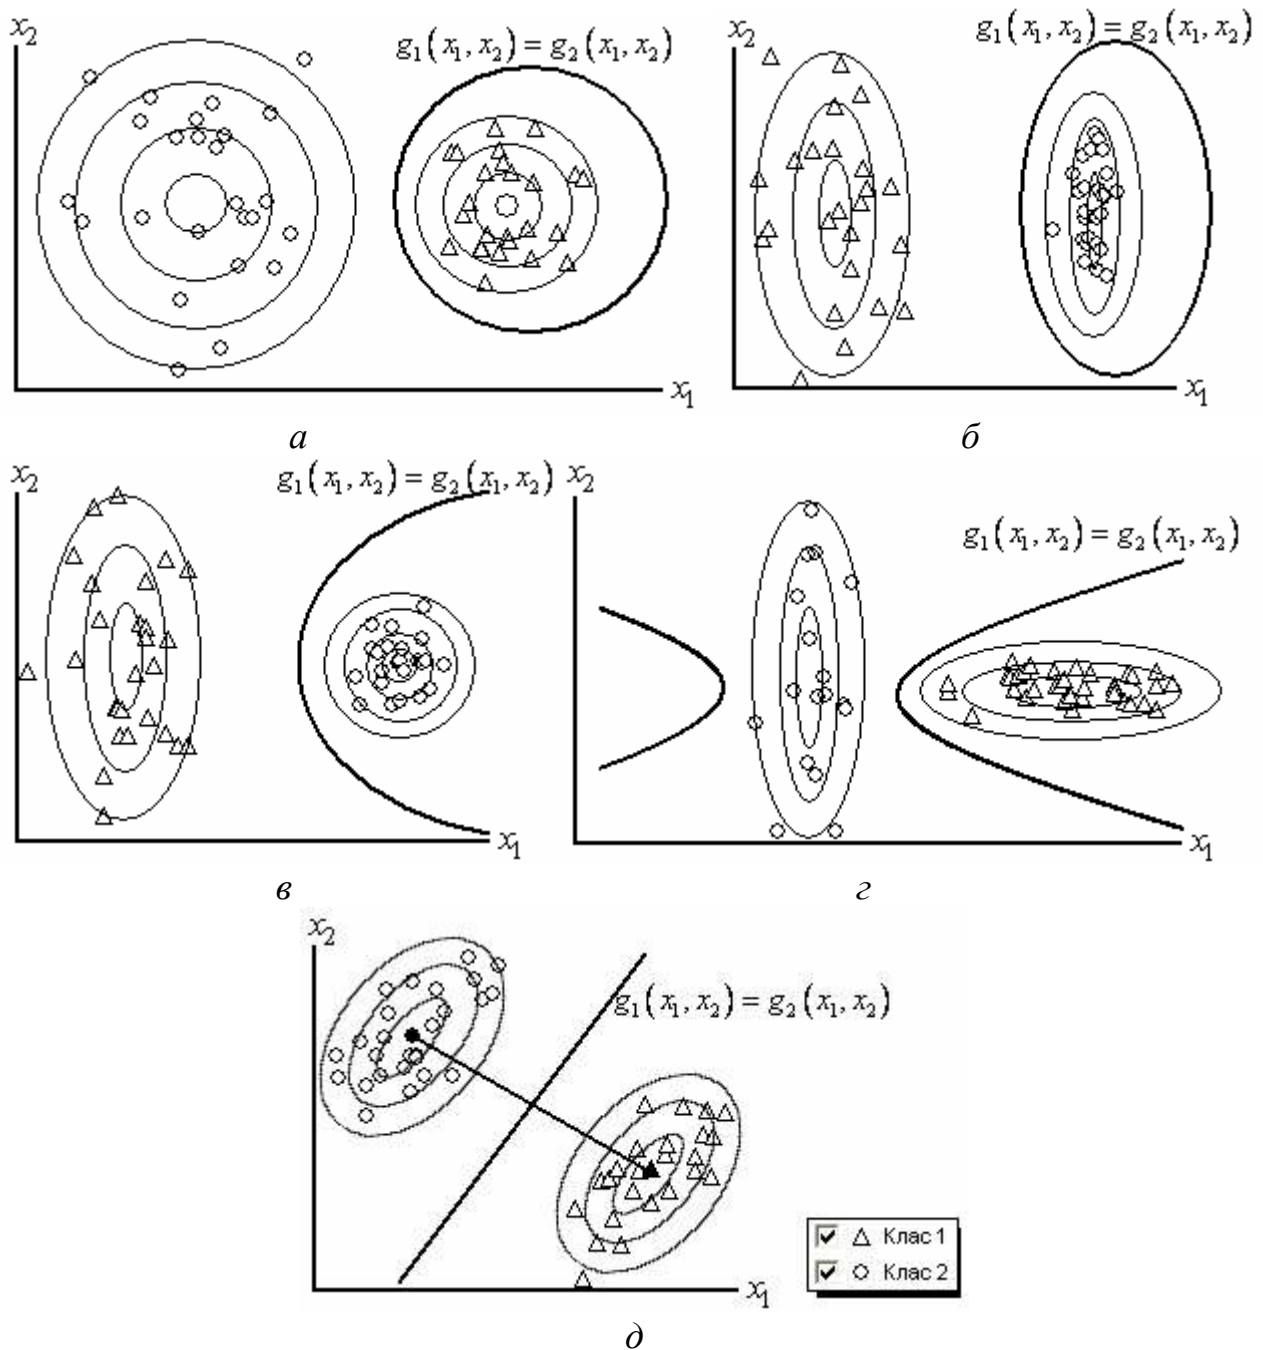 x₂
g₁(x₁, x₂) = g₂(x₁, x₂)
x₁
а
x₂
g₁(x₁, x₂) = g₂(x₁, x₂)
x₁
б
x₂
g₁(x₁, x₂) = g₂(x₁, x₂)
x₁
в
x₂
g₁(x₁, x₂) = g₂(x₁, x₂)
x₁
г
x₂
g₁(x₁, x₂) = g₂(x₁, x₂)
x₁
Клас 1
Клас 2
д